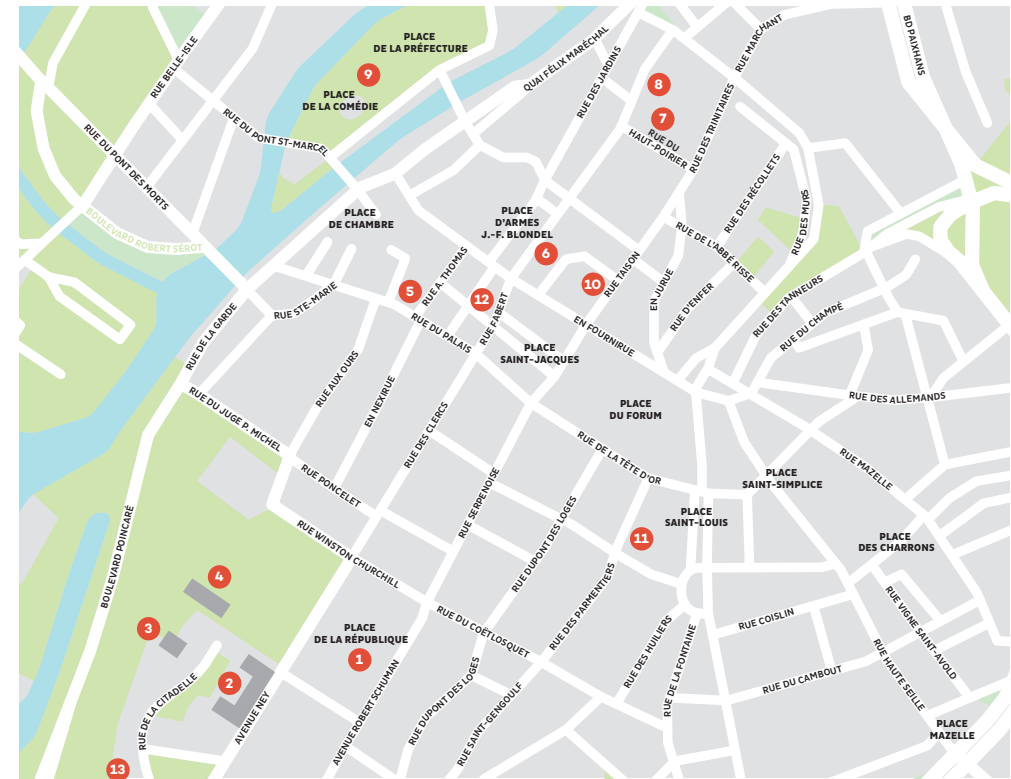 PLACE
DE LA PRÉFECTURE
9
PLACE
DE LA COMÉDIE
RUE BELLE-ISLE
QUAI FÉLIX MARÉCHAL
RUE DES JARDINS
8
7
RUE DU
HAUT-POIRIER
RUE MARCHANT
BD PAIXHANS
RUE DES TRINITAIRES
RUE DU PONT ST-MARCEL
RUE DU PONT DES MORTS
BOULEVARD ROBERT SÉROT
PLACE
DE CHAMBRE
PLACE
D'ARMES
J.-F. BLONDEL
6
RUE DES RÉCOLLETS
RUE DES MURS
RUE DE L'ABBÉ RISSE
RUE TAISON
10
EN JURUE
RUE D'ENFER
RUE DES TANNEURS
RUE DU CHAMPÉ
5
RUE A. THOMAS
12
RUE FABERT
RUE STE-MARIE
RUE DE LA GARDE
RUE DU PALAIS
EN FOURNIRUE
PLACE
SAINT-JACQUES
RUE AUX OURS
EN NEXIRUE
RUE DES CLERCS
PLACE
DU FORUM
RUE DES ALLEMANDS
RUE DU JUGE P. MICHEL
RUE PONCELET
RUE DE LA TÊTE D'OR
RUE MAZELLE
PLACE
SAINT-SIMPLICE
RUE SERPENOISE
RUE DUPONT DES LOGES
11
PLACE
SAINT-LOUIS
PLACE
DES CHARRONS
RUE WINSTON CHURCHILL
BOULEVARD POINCARÉ
4
3
PLACE
DE LA RÉPUBLIQUE
1
2
RUE DU COËTLOSQUET
RUE DES PARMENTIERS
RUE DES HUILIERS
RUE DE LA FONTAINE
RUE COISLIN
RUE DU CAMBOUT
RUE VIGNE SAINT-AVOLD
RUE HAUTE SEILLE
RUE DE LA CITADELLE
AVENUE NEY
AVENUE ROBERT SCHUMAN
RUE DUPONT DES LOGES
RUE SAINT-GENGOULF
PLACE
MAZELLE
13